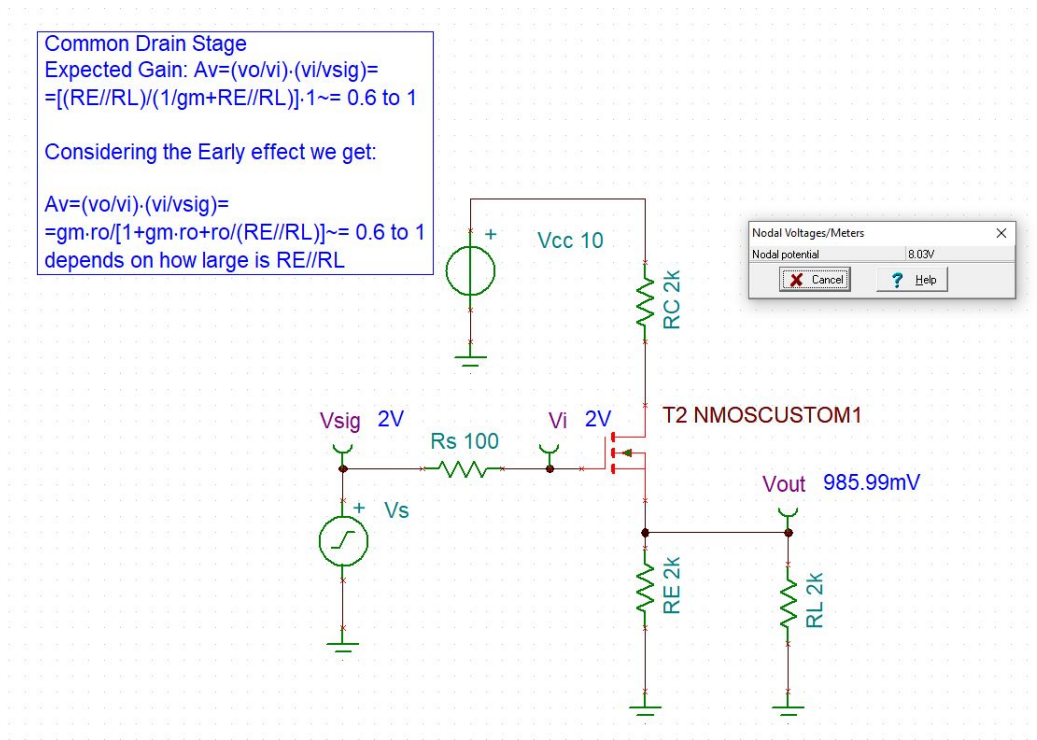 Common Drain Stage
Expected Gain: Av=(vo/vi)·(vi/vsig)=
=[(RE//RL)/(1/gm+RE//RL)]·1~= 0.6 to 1
Considering the Early effect we get:
Av=(vo/vi)·(vi/vsig)=
=gm·ro/[1+gm·ro+ro/(RE//RL)]~= 0.6 to 1
depends on how large is RE//RL
+
Vcc 10
RC 2k
Nodal Voltages/Meters
Nodal potential 8.03V
Cancel
? Help
Vsig 2V
Rs 100
Vi 2V
T2 NMOSCUSTOM1
+ Vs
Vout 985.99mV
RE 2k
RL 2k